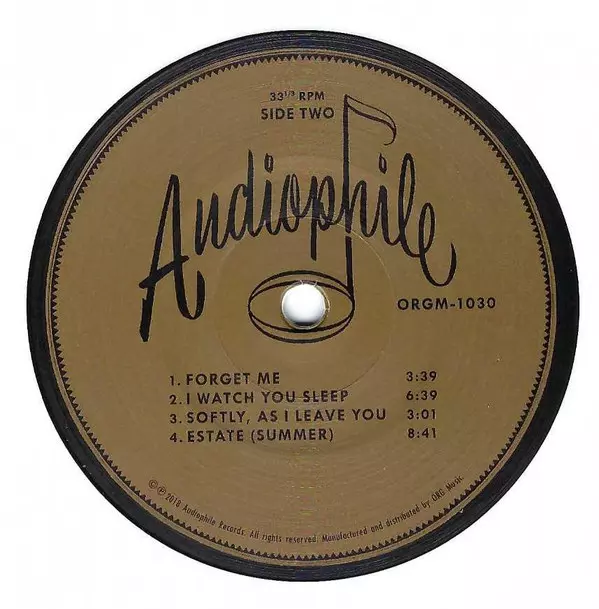 33 1/3 RPM
SIDE TWO
Audiophile
ORGM-1030
1. FORGET ME 3:39
2. I WATCH YOU SLEEP 6:39
3. SOFTLY, AS I LEAVE YOU 3:01
4. ESTATE (SUMMER) 8:41
©℗ 2018 Audiophile Records. All rights reserved. Manufactured and distributed by ORG Music.